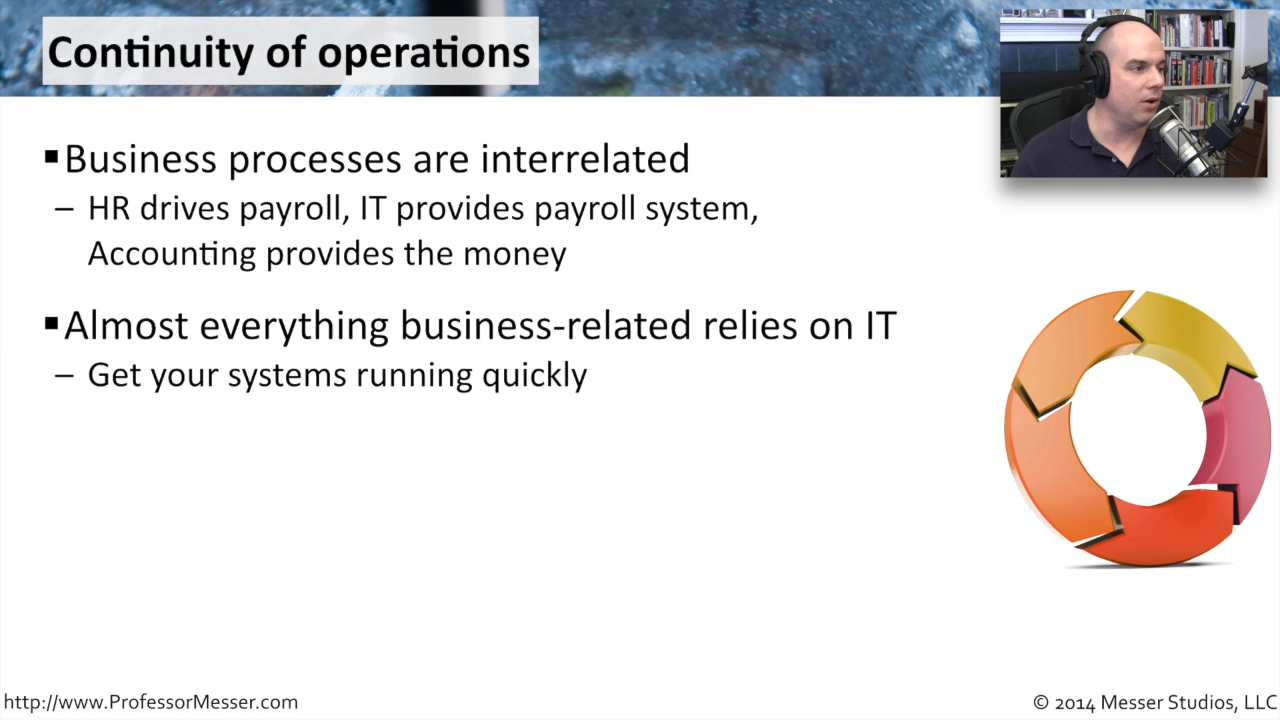 Continuity of operations
▪Business processes are interrelated
– HR drives payroll, IT provides payroll system,
Accounting provides the money
▪Almost everything business-related relies on IT
– Get your systems running quickly
http://www.ProfessorMesser.com
© 2014 Messer Studios, LLC